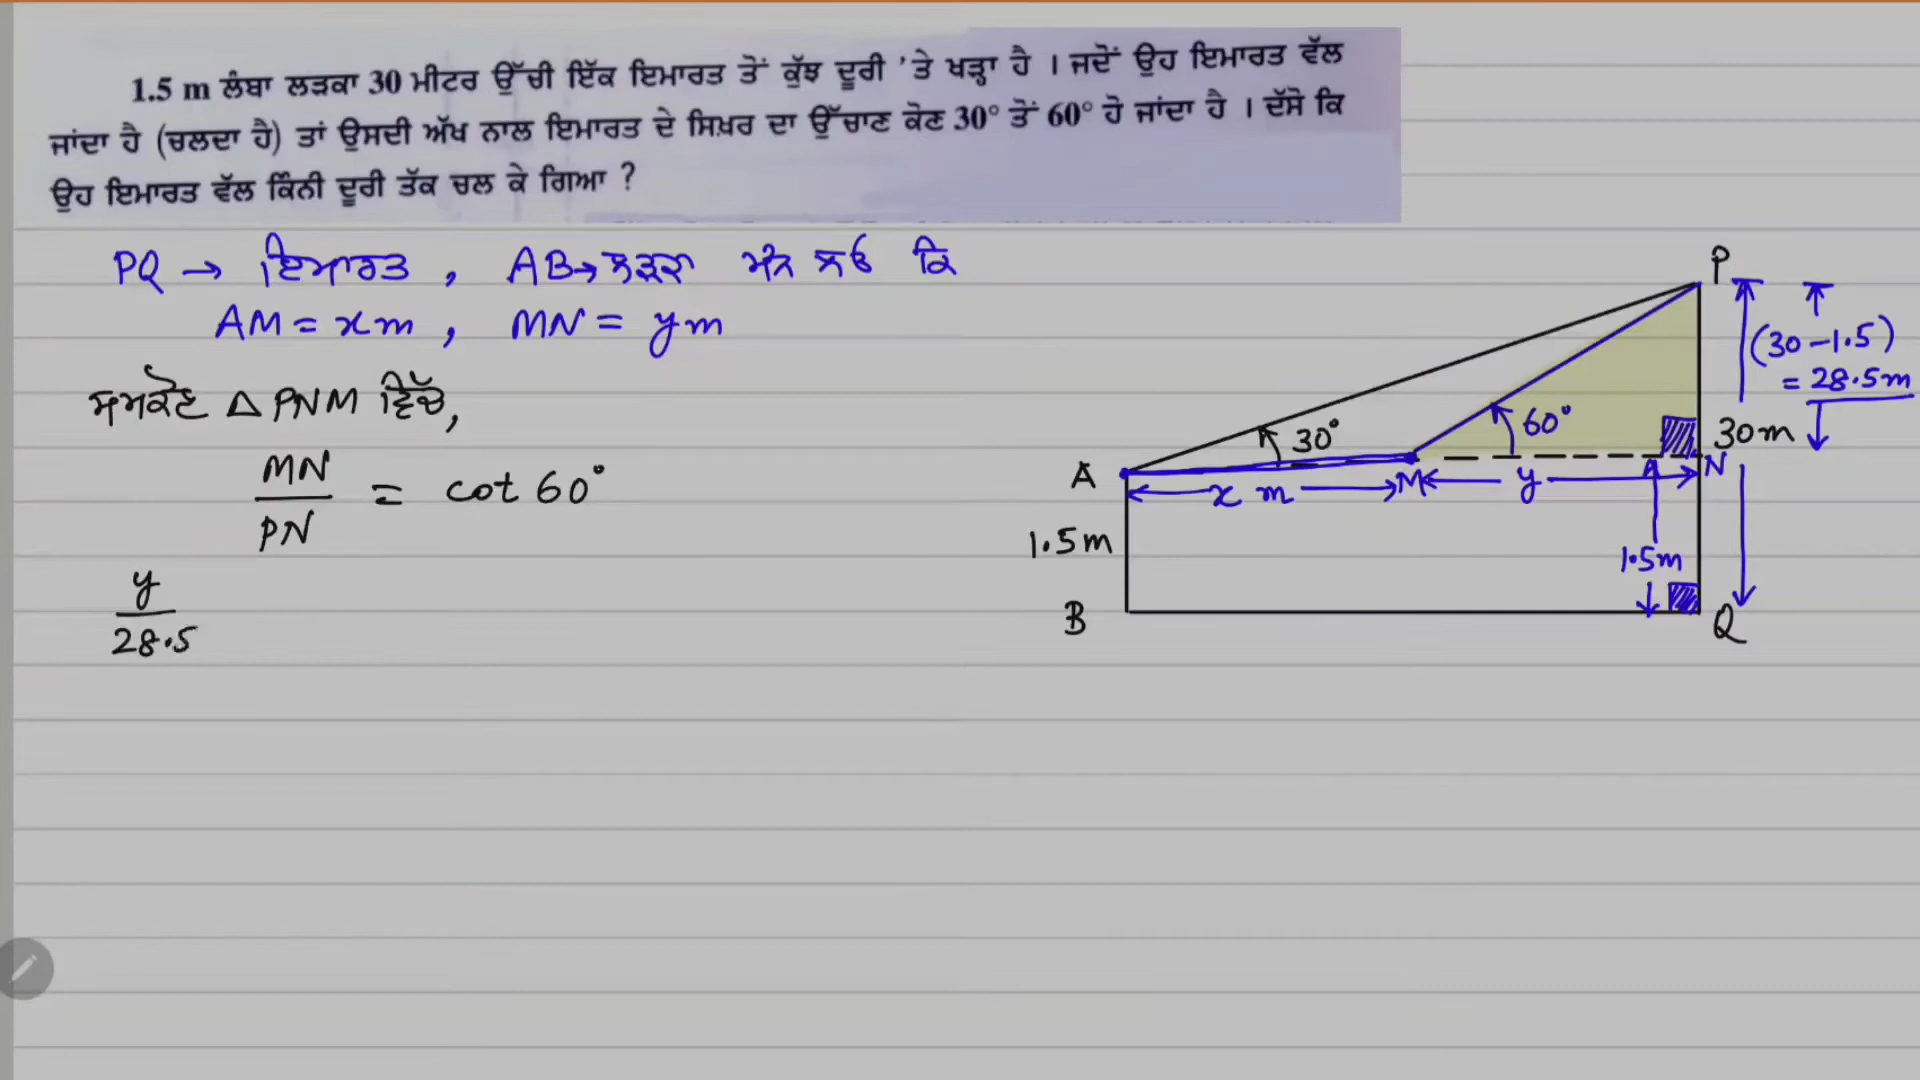 1.5 m ਲੰਬਾ ਲੜਕਾ 30 ਮੀਟਰ ਉੱਚੀ ਇੱਕ ਇਮਾਰਤ ਤੋਂ ਕੁੱਝ ਦੂਰੀ 'ਤੇ ਖੜ੍ਹਾ ਹੈ । ਜਦੋਂ ਉਹ ਇਮਾਰਤ ਵੱਲ
ਜਾਂਦਾ ਹੈ (ਚਲਦਾ ਹੈ) ਤਾਂ ਉਸਦੀ ਅੱਖ ਨਾਲ ਇਮਾਰਤ ਦੇ ਸਿਖ਼ਰ ਦਾ ਉੱਚਾਣ ਕੋਣ 30° ਤੋਂ 60° ਹੋ ਜਾਂਦਾ ਹੈ । ਦੱਸੋ ਕਿ
ਉਹ ਇਮਾਰਤ ਵੱਲ ਕਿੰਨੀ ਦੂਰੀ ਤੱਕ ਚਲ ਕੇ ਗਿਆ ?
PQ → ਇਮਾਰਤ , AB → ਲੜਕਾ ਮੰਨ ਲਓ ਕਿ
AM = x m , MN = y m
ਸਮਕੋਣ △ PNM ਵਿੱਚ,
MN/PN = cot 60°
y/28.5
P
(30-1.5)
= 28.5m
30°
60°
30m
A
M
A
N
x m
y
1.5m
1.5m
B
Q